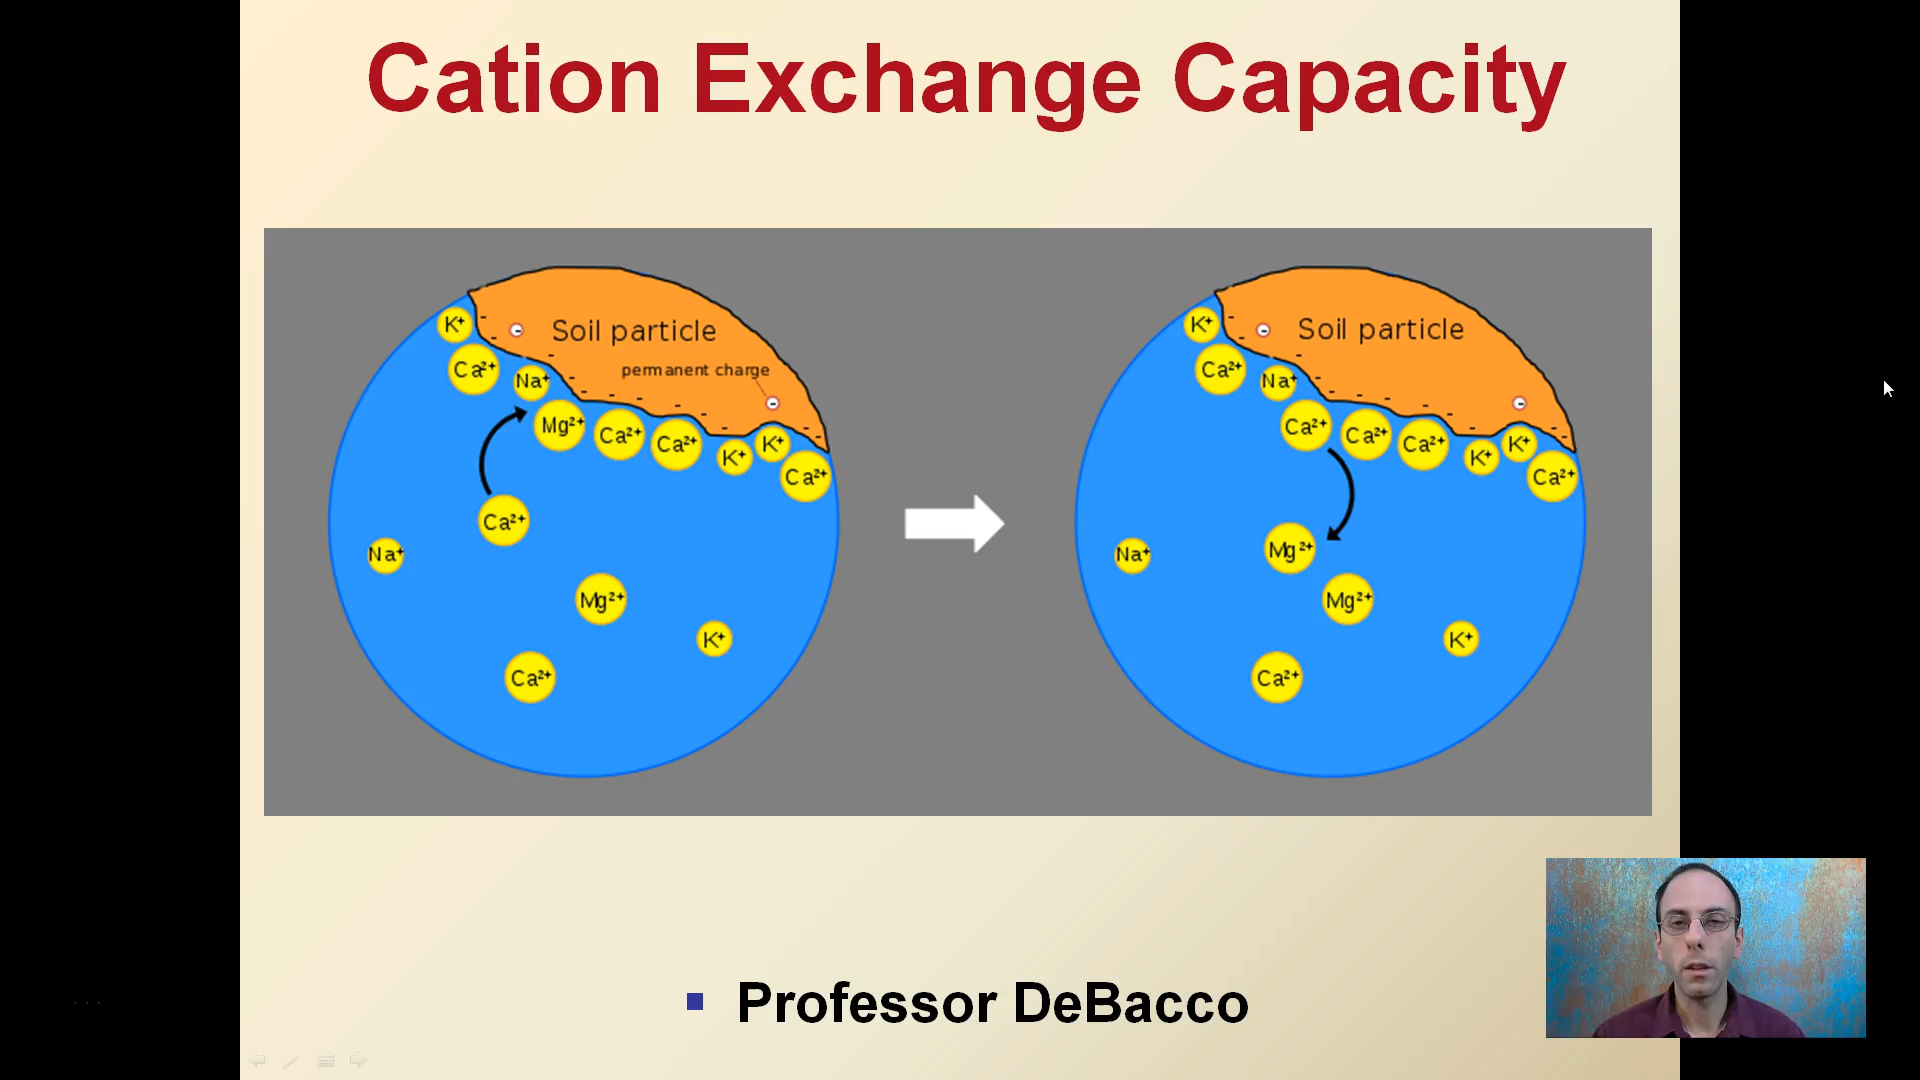 Cation Exchange Capacity
Soil particle
permanent charge
K⁺
Ca²⁺
Na⁺
Mg²⁺
Ca²⁺
Ca²⁺
K⁺
K⁺
Ca²⁺
Ca²⁺
Na⁺
Mg²⁺
K⁺
Ca²⁺
Soil particle
K⁺
Ca²⁺
Na⁺
Ca²⁺
Ca²⁺
Ca²⁺
K⁺
K⁺
Ca²⁺
Mg²⁺
Na⁺
Mg²⁺
K⁺
Ca²⁺
Professor DeBacco